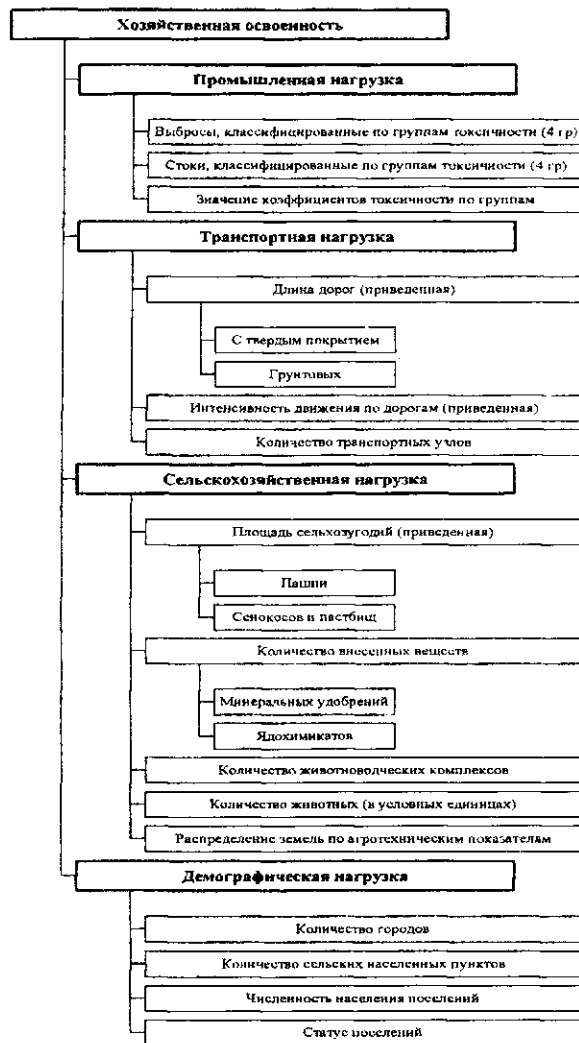 Хозяйственная освоенность
Промышленная нагрузка
Выбросы, классифицированные по группам токсичности (4 гр)
Стоки, классифицированные по группам токсичности (4 гр)
Значение коэффициентов токсичности по группам
Транспортная нагрузка
Длина дорог (приведенная)
С твердым покрытием
Грунтовых
Интенсивность движения по дорогам (приведенная)
Количество транспортных узлов
Сельскохозяйственная нагрузка
Площадь сельхозугодий (приведенная)
Пашни
Сенокосов и пастбищ
Количество внесенных веществ
Минеральных удобрений
Ядохимикатов
Количество животноводческих комплексов
Количество животных (в условных единицах)
Распределение земель по агротехническим показателям
Демографическая нагрузка
Количество городов
Количество сельских населенных пунктов
Численность населения поселений
Статус поселений